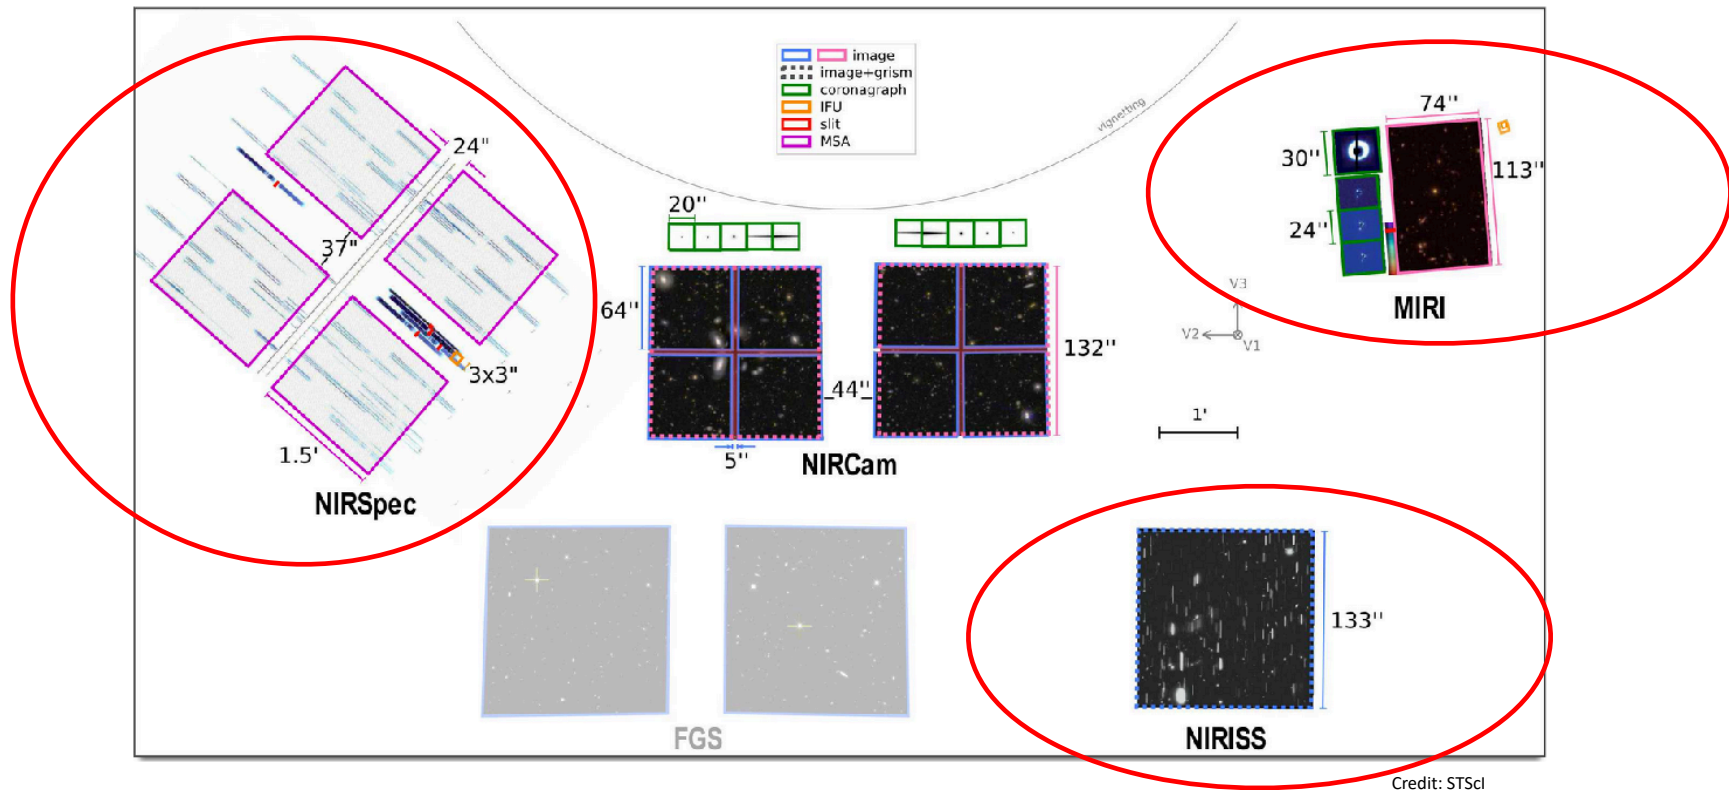 image
image+grism
coronagraph
IFU
slit
MSA
vignetting
24"
37"
3x3"
1.5'
NIRSpec
20''
64''
44''
132''
5''
NIRCam
74''
30''
113''
24''
MIRI
V3
V2
V1
1'
133''
FGS
NIRISS
Credit: STScI